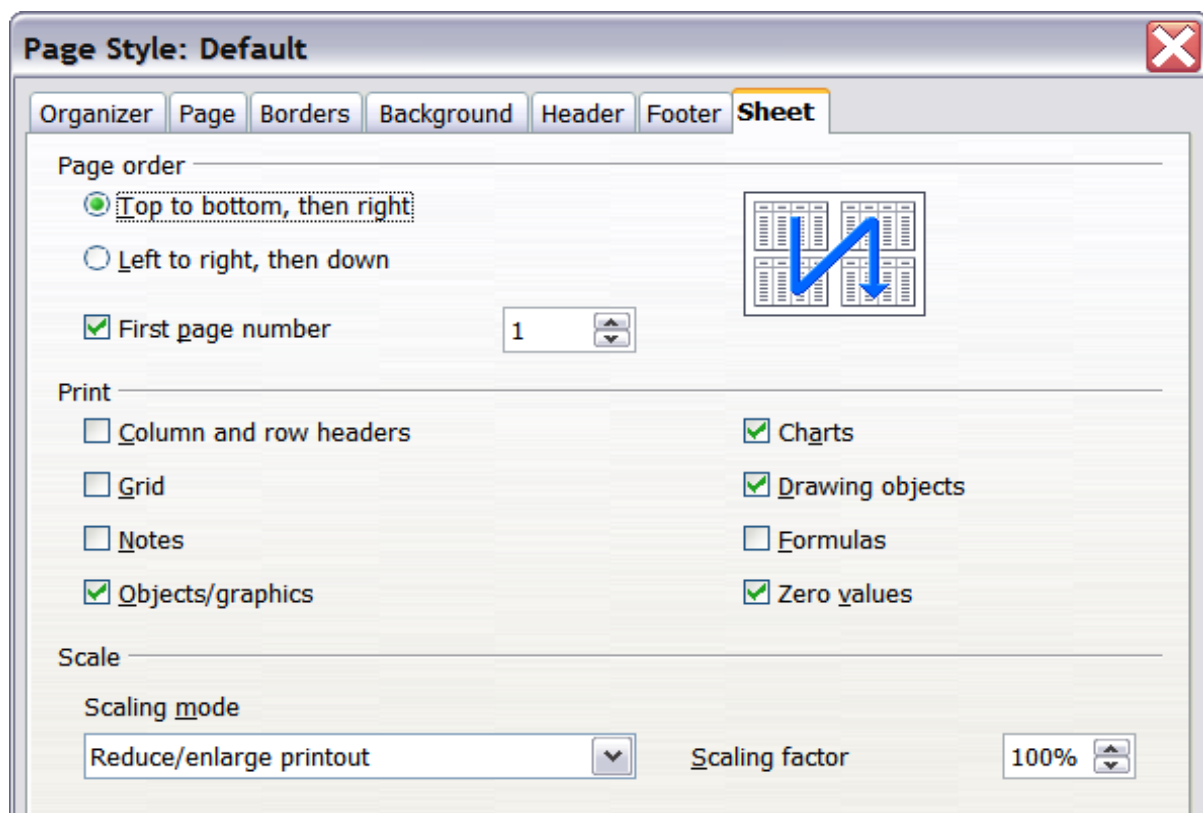 Page Style: Default
Organizer Page Borders Background Header Footer Sheet
Page order
Top to bottom, then right
Left to right, then down
First page number 1
Print
Column and row headers Charts
Grid Drawing objects
Notes Formulas
Objects/graphics Zero values
Scale
Scaling mode
Reduce/enlarge printout Scaling factor 100%